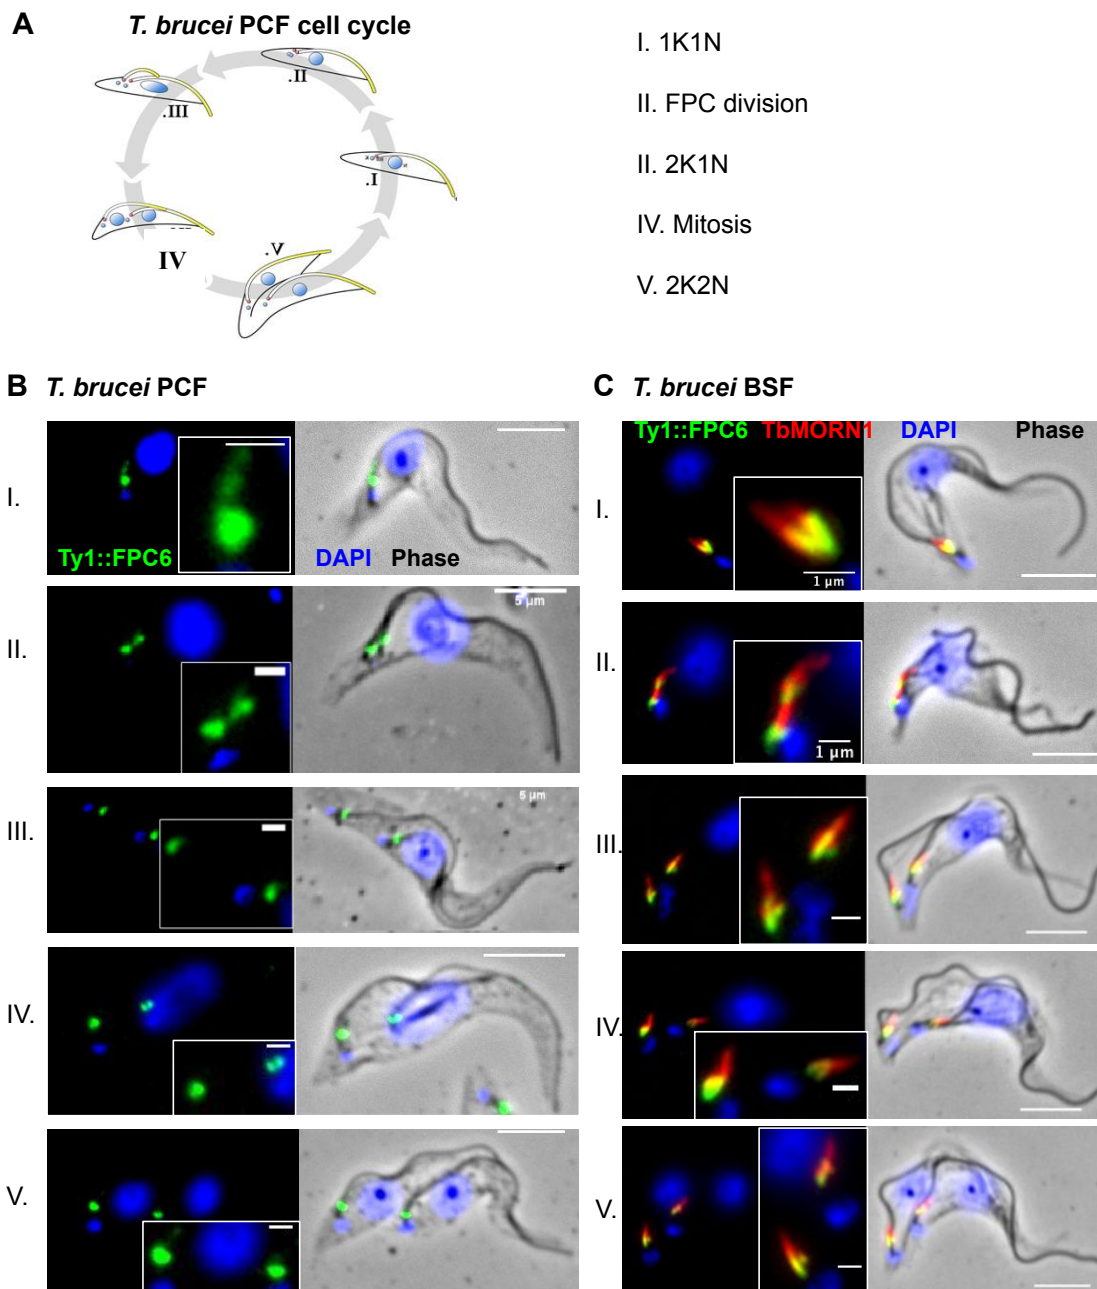 A
T. brucei PCF cell cycle
II.
III.
I.
IV
V.
I. 1K1N
II. FPC division
II. 2K1N
IV. Mitosis
V. 2K2N
B T. brucei PCF
I.
Ty1::FPC6
DAPI Phase
II.
5 µm
III.
5 µm
IV.
V.
C T. brucei BSF
Ty1::FPC6 TbMORN1 DAPI Phase
I.
1 µm
II.
1 µm
III.
IV.
V.